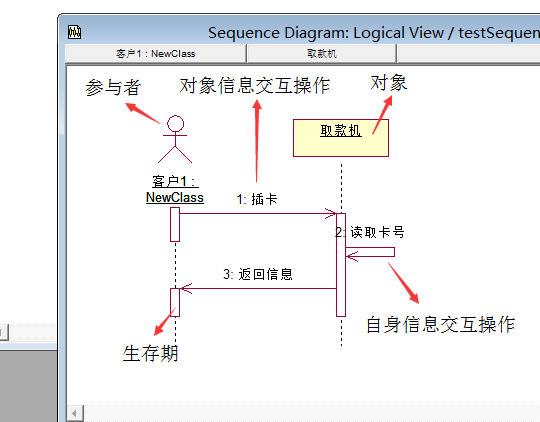 Sequence Diagram: Logical View / testSequen
客户1 : NewClass
取款机
参与者
对象信息交互操作
对象
取款机
客户1 :
NewClass
1: 插卡
2: 读取卡号
3: 返回信息
自身信息交互操作
生存期